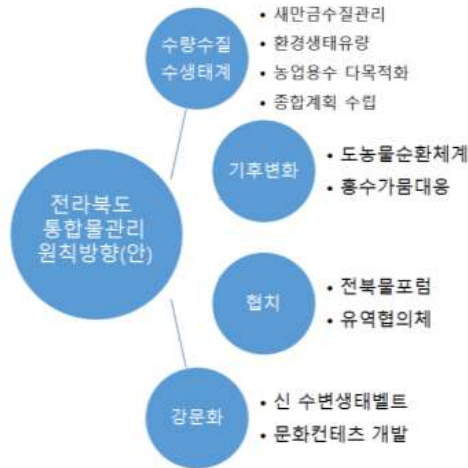 수량수질
수생태계
• 새만금수질관리
• 환경생태유량
• 농업용수 다목적화
• 종합계획 수립
기후변화
• 도농물순환체계
• 홍수가뭄대응
전라북도
통합물관리
원칙방향(안)
협치
• 전북물포럼
• 유역협의체
강문화
• 신 수변생태벨트
• 문화컨테츠 개발